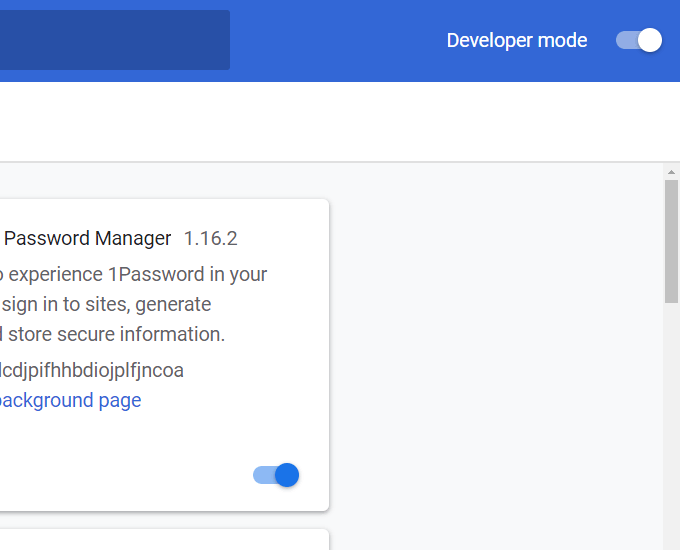 Developer mode
Password Manager 1.16.2
experience 1Password in your
sign in to sites, generate
store secure information.
cdjpifhhbdiojplfjncoa
background page